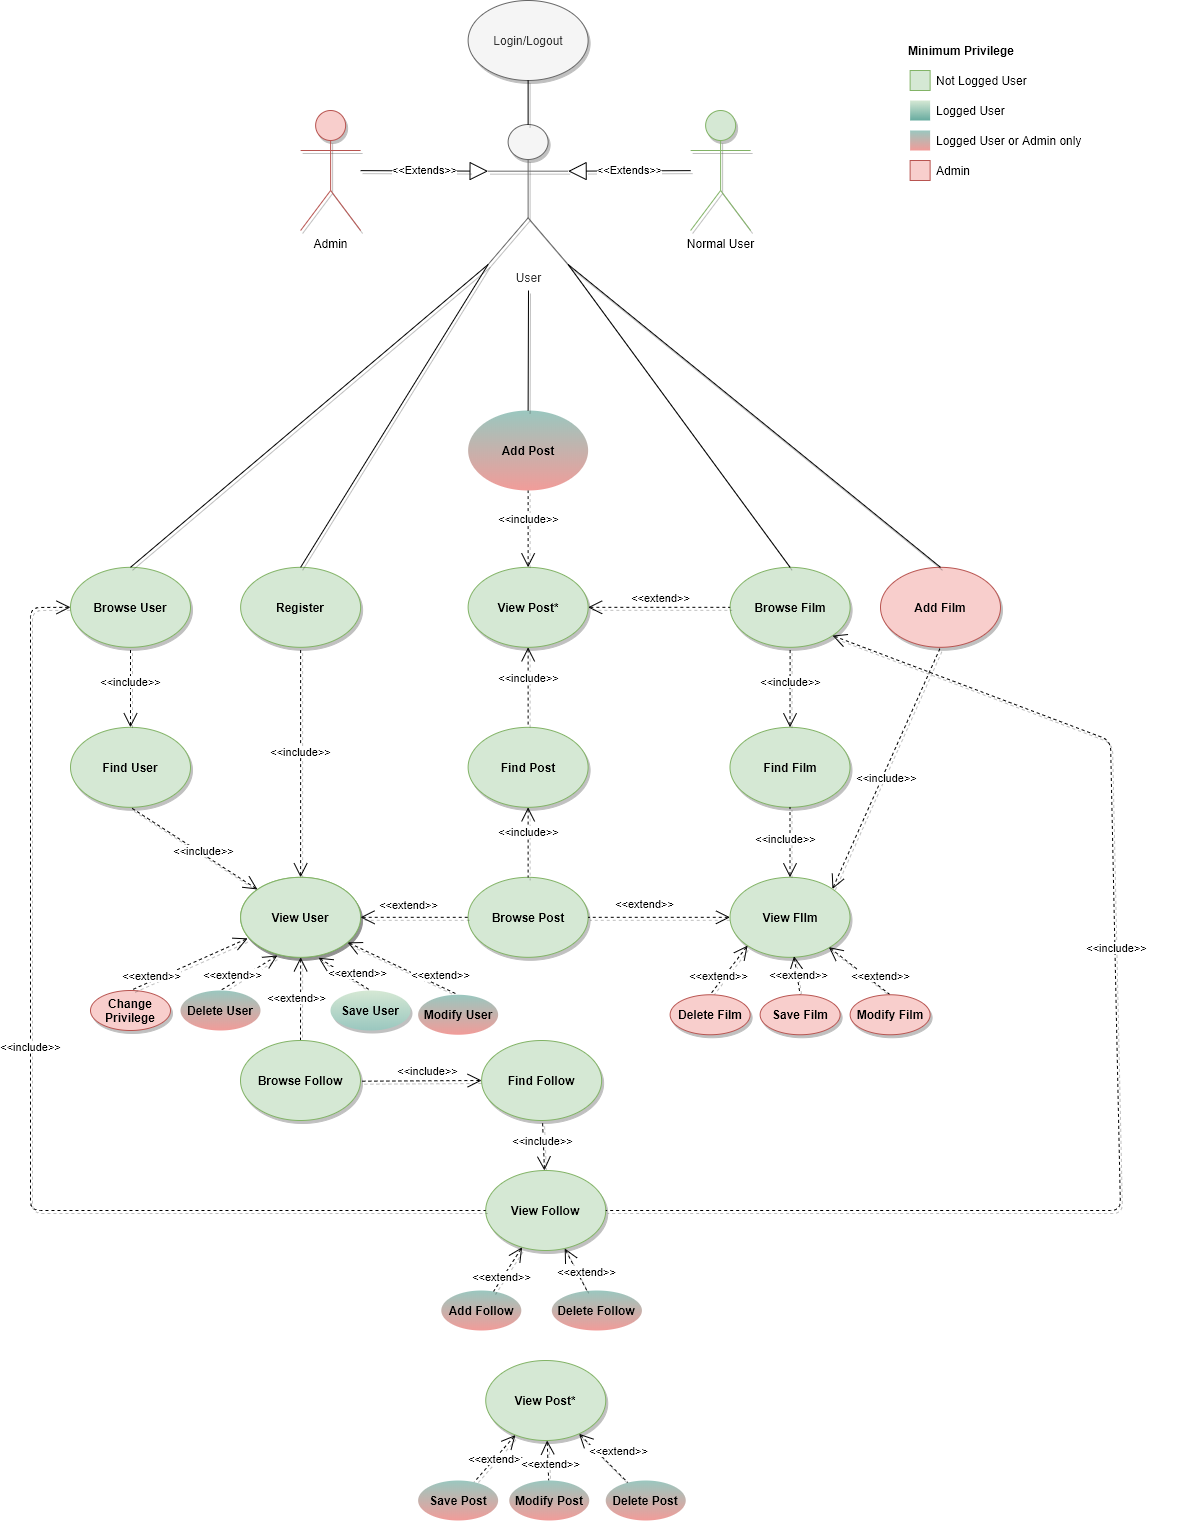 Login/Logout
Minimum Privilege
Not Logged User
Logged User
Logged User or Admin only
Admin
<<Extends>>
<<Extends>>
Admin
Normal User
User
Add Post
<<include>>
Browse User
Register
View Post*
<<extend>>
Browse Film
Add Film
<<include>>
<<include>>
<<include>>
<<include>>
<<include>>
Find User
Find Post
Find Film
<<include>>
<<include>>
<<include>>
<<include>>
View User
<<extend>>
Browse Post
<<extend>>
View FIlm
<<include>>
<<extend>>
<<extend>>
<<extend>>
<<extend>>
<<extend>>
<<extend>>
<<extend>>
<<extend>>
Change
Privilege
Delete User
Save User
Modify User
Delete Film
Save Film
Modify Film
<<include>>
Browse Follow
<<include>>
Find Follow
<<include>>
View Follow
<<extend>>
<<extend>>
Add Follow
Delete Follow
View Post*
<<extend>>
<<extend>>
<<extend>>
Save Post
Modify Post
Delete Post